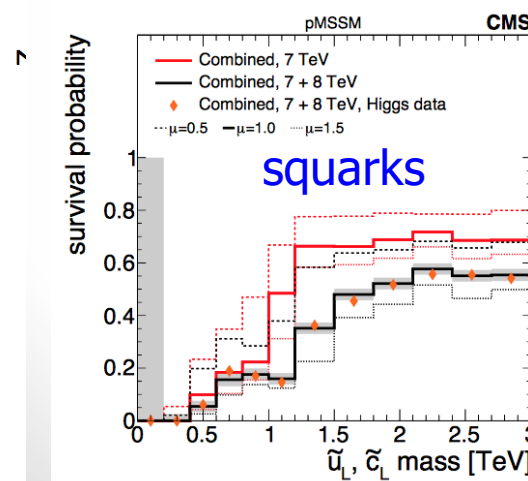 pMSSM CMS
Combined, 7 TeV
Combined, 7 + 8 TeV
Combined, 7 + 8 TeV, Higgs data
μ=0.5 μ=1.0 μ=1.5
squarks
survival probability
1
0.8
0.6
0.4
0.2
0
0 0.5 1 1.5 2 2.5 3
ũ_L, c̃_L mass [TeV]